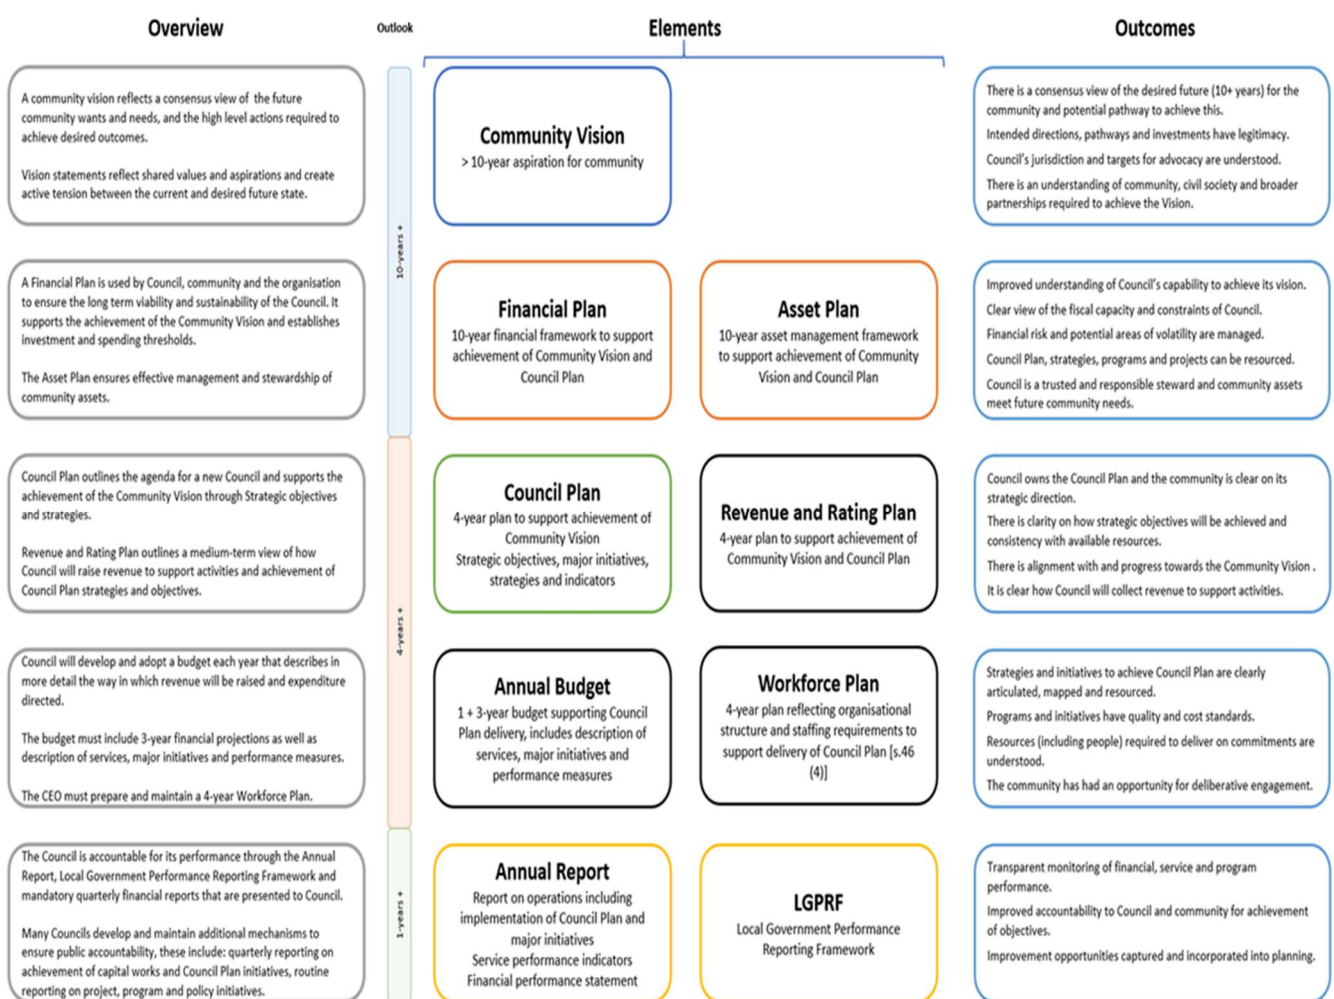 Overview
Outlook
Elements
Outcomes
A community vision reflects a consensus view of the future
community wants and needs, and the high level actions required to
achieve desired outcomes.
Vision statements reflect shared values and aspirations and create
active tension between the current and desired future state.
10-years +
Community Vision
> 10-year aspiration for community
There is a consensus view of the desired future (10+ years) for the
community and potential pathway to achieve this.
Intended directions, pathways and investments have legitimacy.
Council's jurisdiction and targets for advocacy are understood.
There is an understanding of community, civil society and broader
partnerships required to achieve the Vision.
A Financial Plan is used by Council, community and the organisation
to ensure the long term viability and sustainability of the Council. It
supports the achievement of the Community Vision and establishes
investment and spending thresholds.
The Asset Plan ensures effective management and stewardship of
community assets.
Financial Plan
10-year financial framework to support
achievement of Community Vision and
Council Plan
Asset Plan
10-year asset management framework
to support achievement of Community
Vision and Council Plan
Improved understanding of Council's capability to achieve its vision.
Clear view of the fiscal capacity and constraints of Council.
Financial risk and potential areas of volatility are managed.
Council Plan, strategies, programs and projects can be resourced.
Council is a trusted and responsible steward and community assets
meet future community needs.
Council Plan outlines the agenda for a new Council and supports the
achievement of the Community Vision through Strategic objectives
and strategies.
Revenue and Rating Plan outlines a medium-term view of how
Council will raise revenue to support activities and achievement of
Council Plan strategies and objectives.
4-years +
Council Plan
4-year plan to support achievement of
Community Vision
Strategic objectives, major initiatives,
strategies and indicators
Revenue and Rating Plan
4-year plan to support achievement of
Community Vision and Council Plan
Council owns the Council Plan and the community is clear on its
strategic direction.
There is clarity on how strategic objectives will be achieved and
consistency with available resources.
There is alignment with and progress towards the Community Vision .
It is clear how Council will collect revenue to support activities.
Council will develop and adopt a budget each year that describes in
more detail the way in which revenue will be raised and expenditure
directed.
The budget must include 3-year financial projections as well as
description of services, major initiatives and performance measures.
The CEO must prepare and maintain a 4-year Workforce Plan.
Annual Budget
1 + 3-year budget supporting Council
Plan delivery, includes description of
services, major initiatives and
performance measures
Workforce Plan
4-year plan reflecting organisational
structure and staffing requirements to
support delivery of Council Plan [s.46
(4)]
Strategies and initiatives to achieve Council Plan are clearly
articulated, mapped and resourced.
Programs and initiatives have quality and cost standards.
Resources (including people) required to deliver on commitments are
understood.
The community has had an opportunity for deliberative engagement.
The Council is accountable for its performance through the Annual
Report, Local Government Performance Reporting Framework and
mandatory quarterly financial reports that are presented to Council.
Many Councils develop and maintain additional mechanisms to
ensure public accountability, these include: quarterly reporting on
achievement of capital works and Council Plan initiatives, routine
reporting on project, program and policy initiatives.
1-years +
Annual Report
Report on operations including
implementation of Council Plan and
major initiatives
Service performance indicators
Financial performance statement
LGPRF
Local Government Performance
Reporting Framework
Transparent monitoring of financial, service and program
performance.
Improved accountability to Council and community for achievement
of objectives.
Improvement opportunities captured and incorporated into planning.